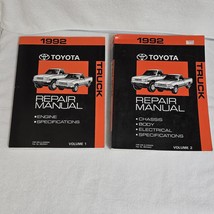 1992
TOYOTA
TRUCK
REPAIR
MANUAL
•ENGINE
•SPECIFICATIONS
VOLUME 1
1992
TOYOTA
TRUCK
REPAIR
MANUAL
•CHASSIS
•BODY
•ELECTRICAL
•SPECIFICATIONS
VOLUME 2